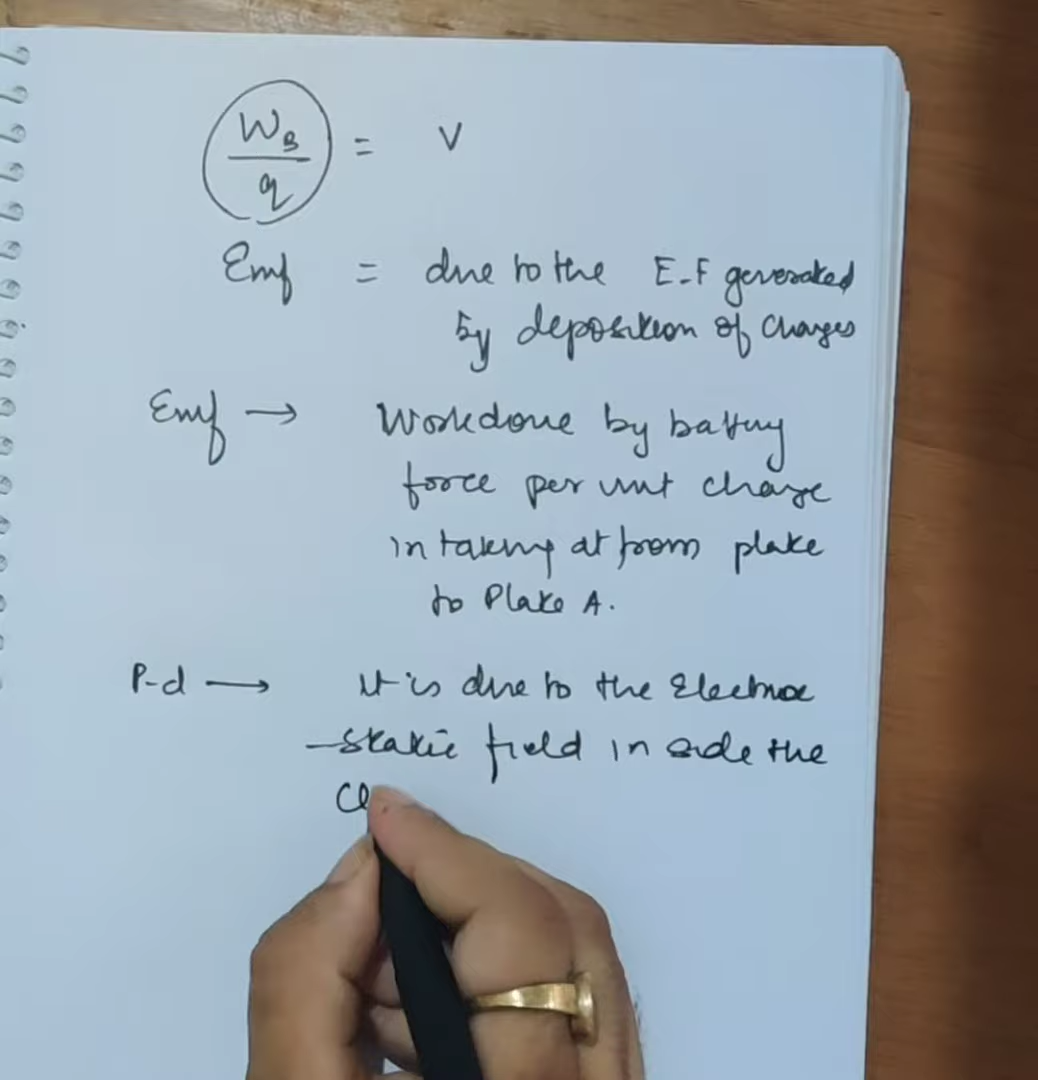 W_B / q = V
Emf = due to the E-F generated
by deposition of charges
Emf → Workdone by battery
force per unit charge
in taking at from plate
to Plate A.
P-d → It is due to the Electro
-static field in side the
Ce